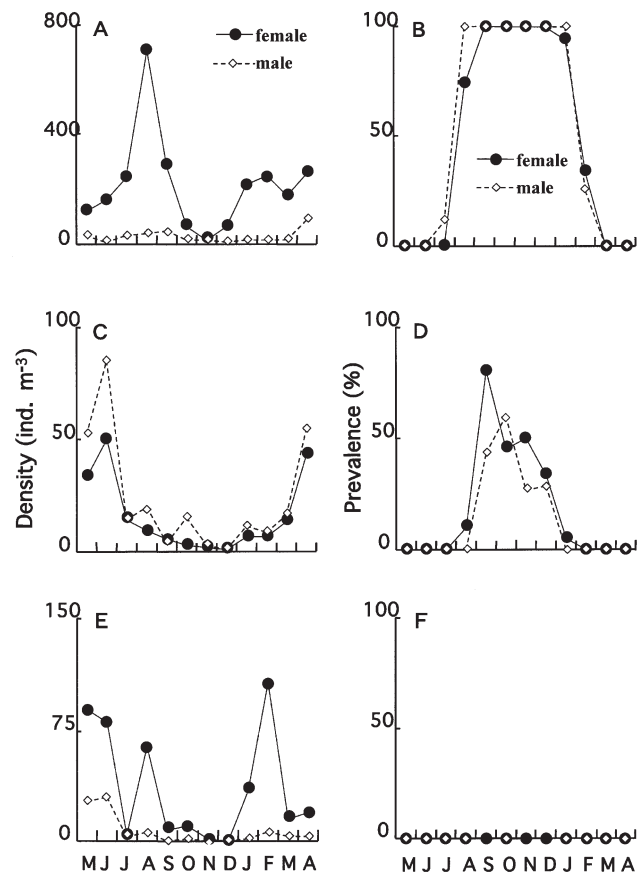 A
800
400
0
female
male
B
100
50
0
female
male
C
100
50
0
Density (ind. m-3)
D
100
50
0
Prevalence (%)
E
150
75
0
M J J A S O N D J F M A
F
100
50
0
M J J A S O N D J F M A